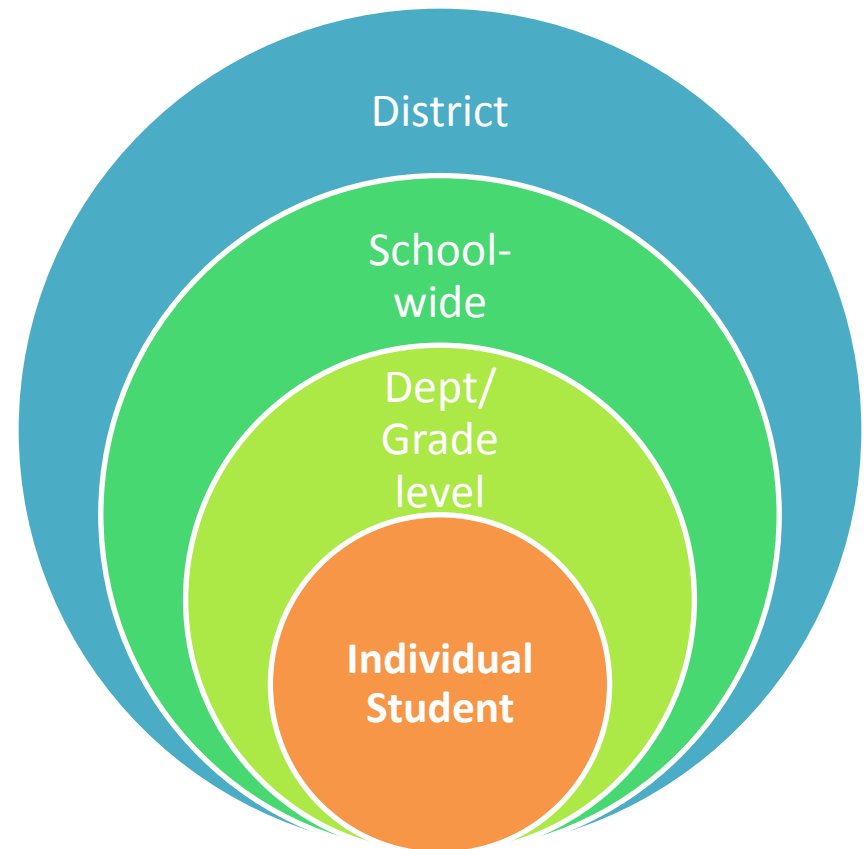 District
School-
wide
Dept/
Grade
level
Individual
Student